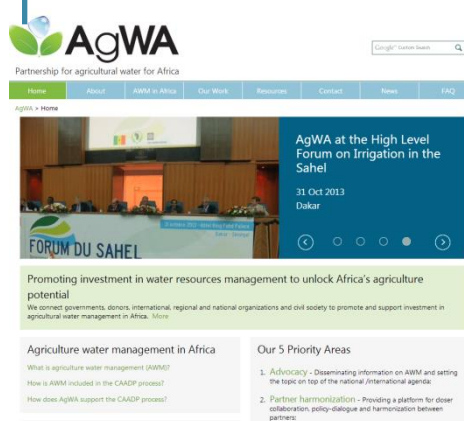 AgWA
Partnership for agricultural water for Africa
Google™ Custom Search
Home About AWM in Africa Our Work Resources Contact News FAQ
AgWA > Home
AgWA at the High Level
Forum on Irrigation in the
Sahel
31 Oct 2013
Dakar
FORUM DU SAHEL
Promoting investment in water resources management to unlock Africa's agriculture
potential
We connect governments, donors, international, regional and national organizations and civil society to promote and support investment in
agricultural water management in Africa. More
Agriculture water management in Africa
What is agriculture water management (AWM)?
How is AWM included in the CAADP process?
How does AgWA support the CAADP process?
Our 5 Priority Areas
1. Advocacy - Disseminating information on AWM and setting
the topic on top of the national /international agenda;
2. Partner harmonization - Providing a platform for closer
collaboration, policy-dialogue and harmonization between
partners;